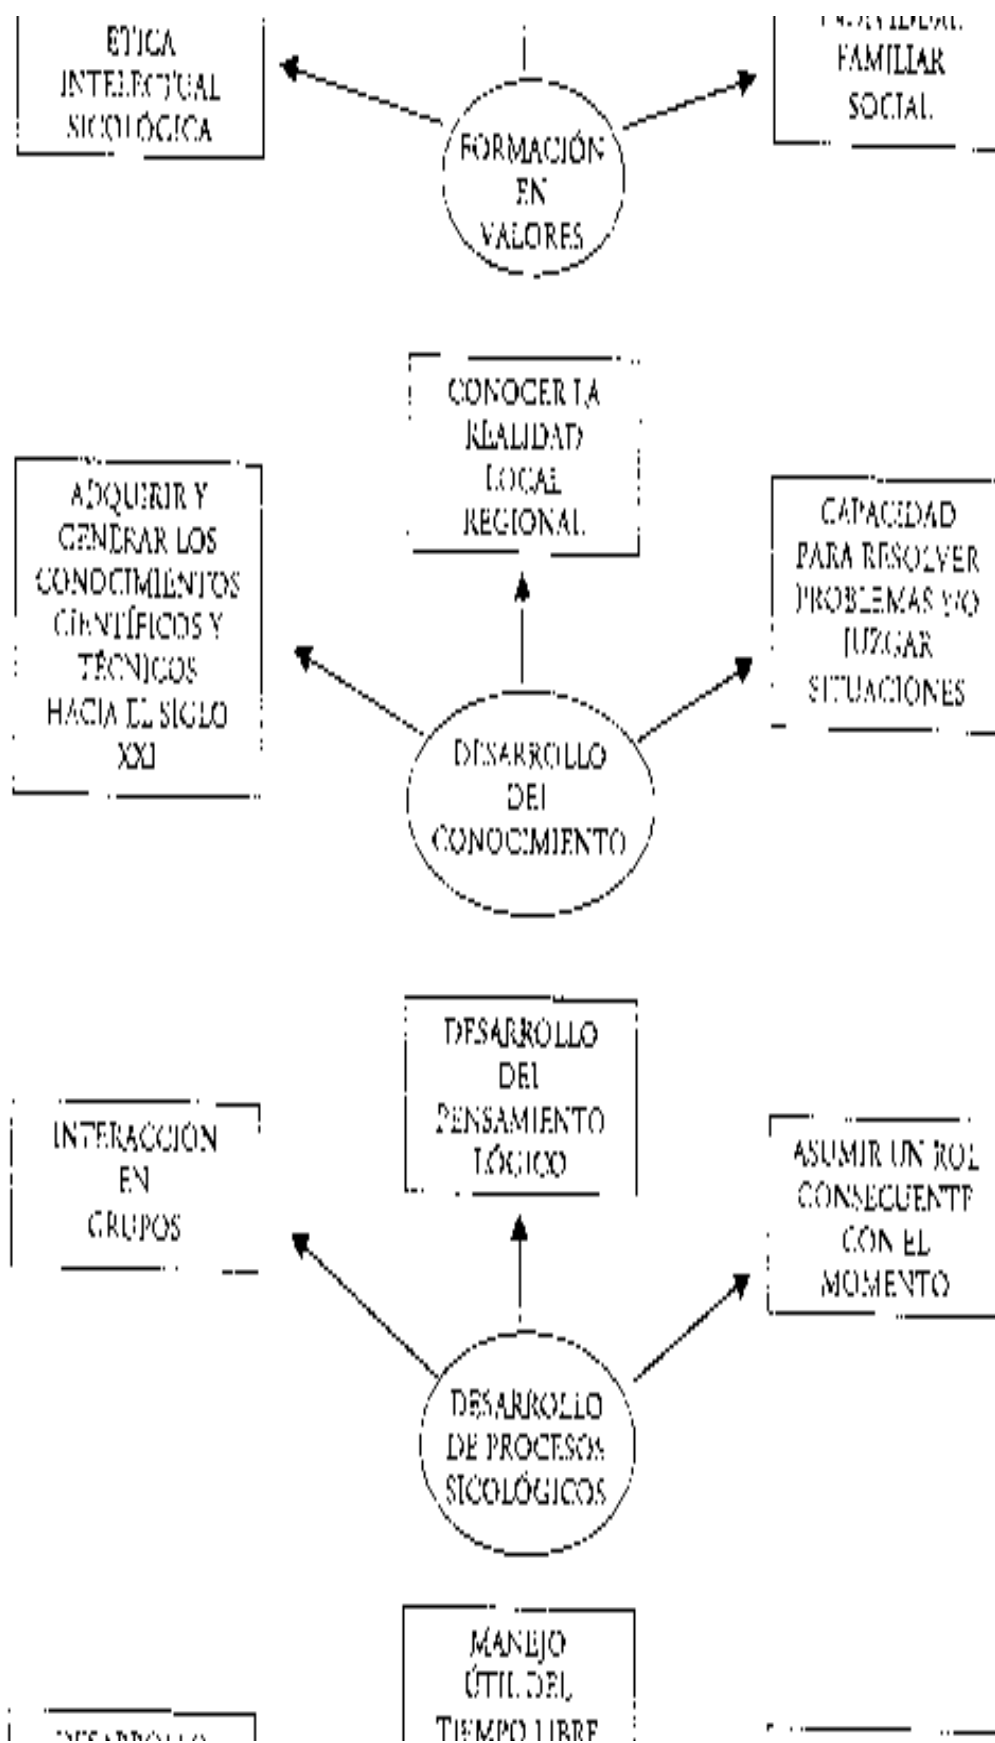 ETICA
INTELECTUAL
SICOLÓGICA
FAMILIAR
SOCIAL
FORMACIÓN
EN
VALORES
CONOCER LA
REALIDAD
LOCAL
REGIONAL
ADQUIRIR Y
GENERAR LOS
CONOCIMIENTOS
CIENTÍFICOS Y
TÉCNICOS
HACIA EL SIGLO
XXI
CAPACIDAD
PARA RESOLVER
PROBLEMAS Y/O
JUZGAR
SITUACIONES
DESARROLLO
DEL
CONOCIMIENTO
DESARROLLO
DEL
PENSAMIENTO
LÓGICO
INTERACCIÓN
EN
GRUPOS
ASUMIR UN ROL
CONSECUENTE
CON EL
MOMENTO
DESARROLLO
DE PROCESOS
SICOLÓGICOS
MANEJO
ÚTIL DEL
TIEMPO LIBRE
DESARROLLO